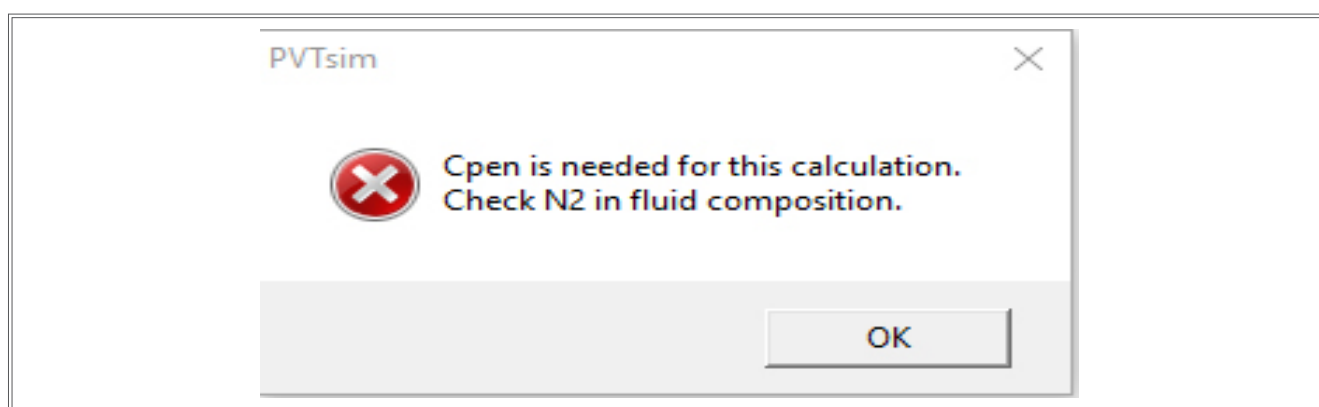 PVTsim
Cpen is needed for this calculation.
Check N2 in fluid composition.
OK